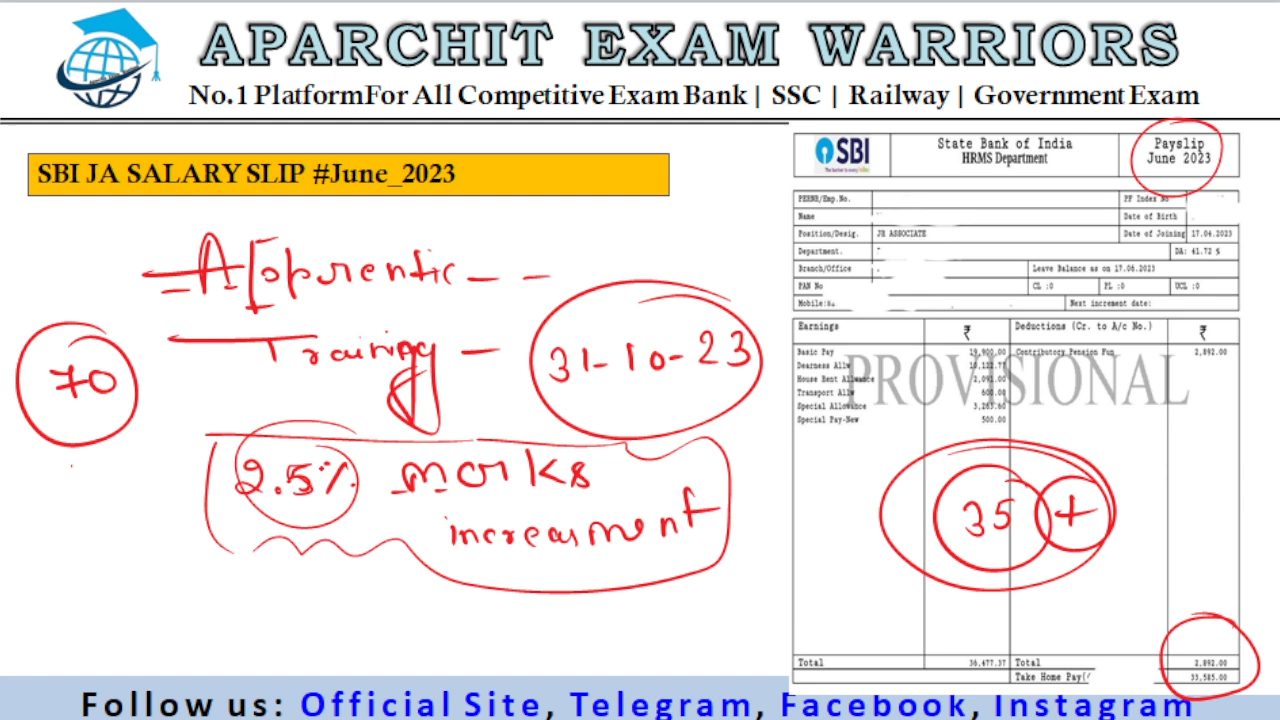 APARCHIT EXAM WARRIORS
No.1 PlatformFor All Competitive Exam Bank | SSC | Railway | Government Exam
SBI JA SALARY SLIP #June_2023
Apprentic - -
Training - 31-10-23
70
2.5% marks
increament
SBI
State Bank of India
HRMS Department
Payslip
June 2023
PERNR/Emp.No.
PF Index No
Name
Date of Birth
Position/Desig. JR ASSOCIATE
Date of Joining 17.04.2023
Department.
DA: 41.72 %
Branch/Office
Leave Balance as on 17.06.2023
PAN No
CL :0 PL :0 UCL :0
Mobile:
Next increment date:
Earnings ₹ Deductions (Cr. to A/c No.) ₹
Basic Pay 19,900.00 Contributory Pension Fun 2,892.00
Dearness Allw 10,122.77
House Rent Allwance 2,091.00
Transport Allw 600.00
Special Allowance 3,263.60
Special Pay-New 500.00
PROVISIONAL
35 +
Total 36,477.37 Total 2,892.00
Take Home Pay( 33,585.00
Follow us: Official Site, Telegram, Facebook, Instagram